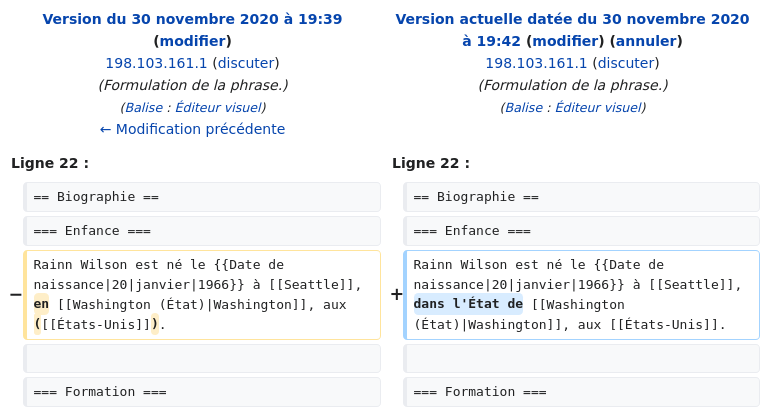 Version du 30 novembre 2020 à 19:39
(modifier)
198.103.161.1 (discuter)
(Formulation de la phrase.)
(Balise : Éditeur visuel)
← Modification précédente
Version actuelle datée du 30 novembre 2020
à 19:42 (modifier) (annuler)
198.103.161.1 (discuter)
(Formulation de la phrase.)
(Balise : Éditeur visuel)
Ligne 22 :
== Biographie ==
=== Enfance ===
− Rainn Wilson est né le {{Date de
naissance|20|janvier|1966}} à [[Seattle]],
en [[Washington (État)|Washington]], aux
([[États-Unis]]).
=== Formation ===
Ligne 22 :
== Biographie ==
=== Enfance ===
+ Rainn Wilson est né le {{Date de
naissance|20|janvier|1966}} à [[Seattle]],
dans l'État de [[Washington
(État)|Washington]], aux [[États-Unis]].
=== Formation ===